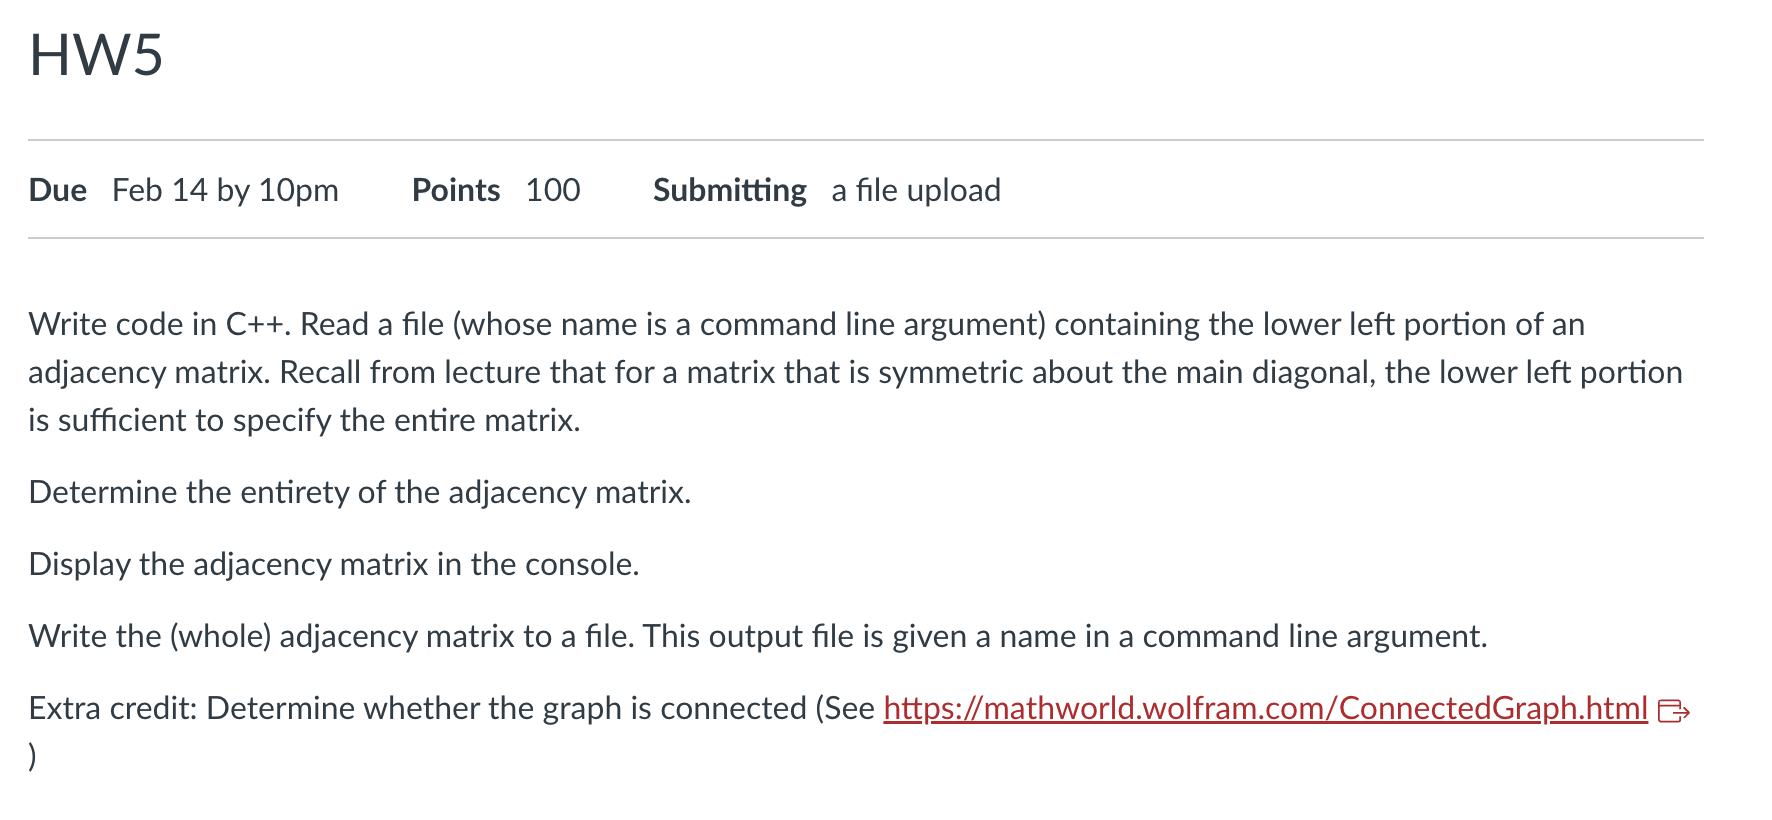 HW5
Due Feb 14 by 10pm Points 100 Submitting a file upload
Write code in C++. Read a file (whose name is a command line argument) containing the lower left portion of an
adjacency matrix. Recall from lecture that for a matrix that is symmetric about the main diagonal, the lower left portion
is sufficient to specify the entire matrix.
Determine the entirety of the adjacency matrix.
Display the adjacency matrix in the console.
Write the (whole) adjacency matrix to a file. This output file is given a name in a command line argument.
Extra credit: Determine whether the graph is connected (See https://mathworld.wolfram.com/ConnectedGraph.html
)